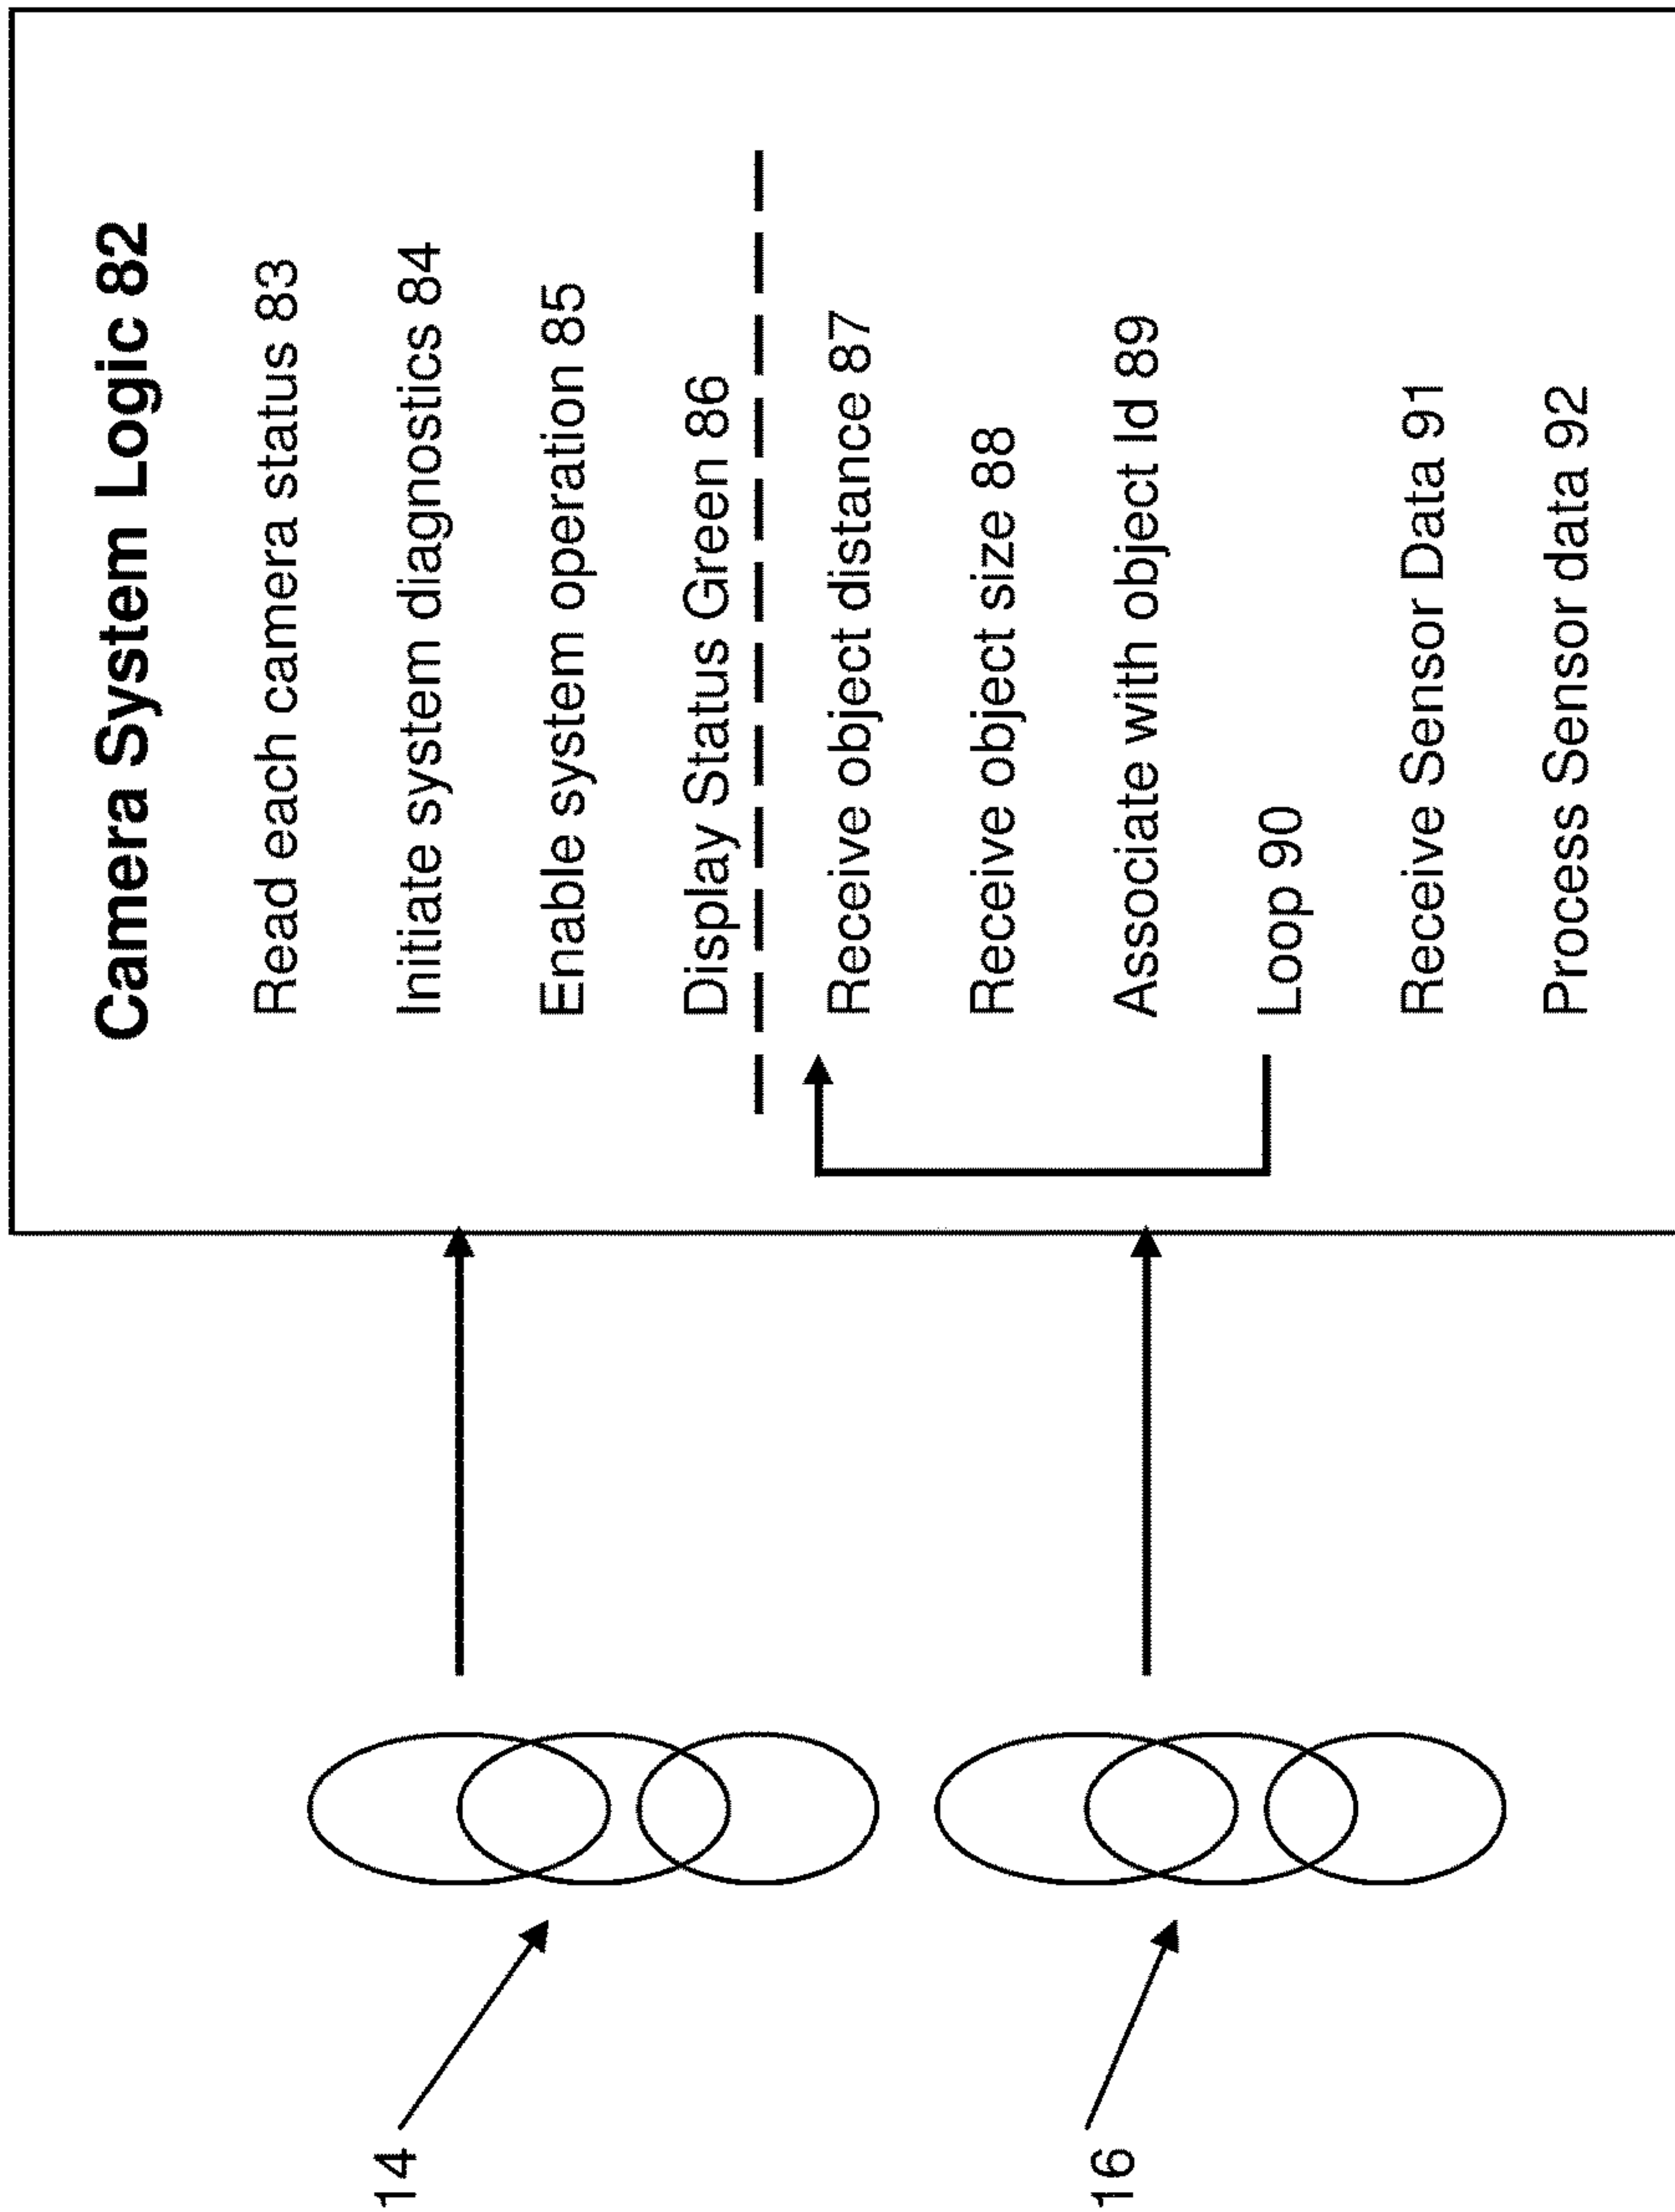 Camera System Logic 82
Read each camera status 83
Initiate system diagnostics 84
Enable system operation 85
Display Status Green 86
Receive object distance 87
Receive object size 88
Associate with object Id 89
Loop 90
Receive Sensor Data 91
Process Sensor data 92
14
16